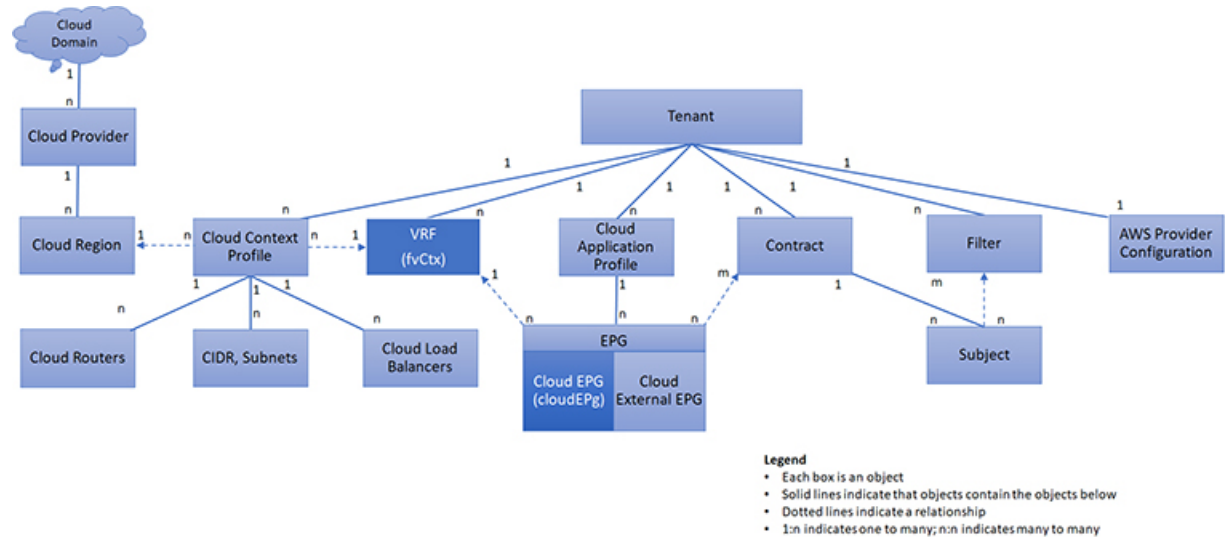 Cloud
Domain
1
n
Cloud Provider
Tenant
1
n
1
1
1
1
1
1
n
n
n
n
n
1
Cloud Region
1
n
Cloud Context
Profile
n
1
VRF
(fvCtx)
Cloud
Application
Profile
Contract
Filter
AWS Provider
Configuration
1
1
1
1
1
m
1
m
n
n
n
n
n
n
n
n
Cloud Routers
CIDR, Subnets
Cloud Load
Balancers
EPG
Cloud EPG
(cloudEPg)
Cloud
External EPG
Subject
Legend
• Each box is an object
• Solid lines indicate that objects contain the objects below
• Dotted lines indicate a relationship
• 1:n indicates one to many; n:n indicates many to many